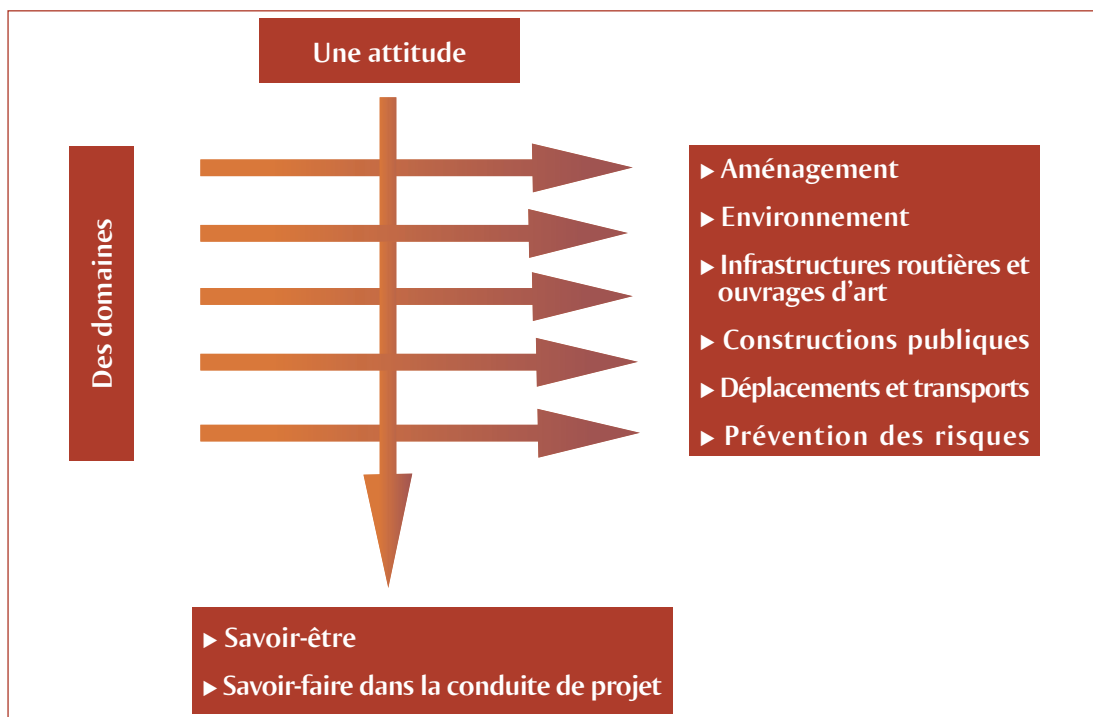 Une attitude
Des domaines
▶ Aménagement
▶ Environnement
▶ Infrastructures routières et
ouvrages d’art
▶ Constructions publiques
▶ Déplacements et transports
▶ Prévention des risques
▶ Savoir-être
▶ Savoir-faire dans la conduite de projet